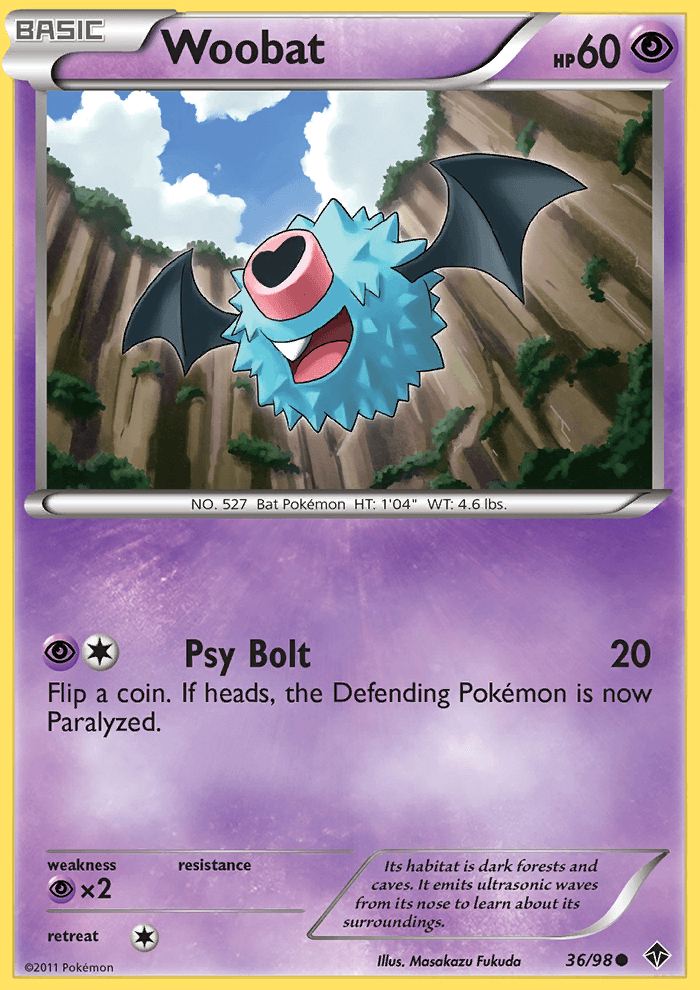 BASIC
Woobat
HP60
NO. 527 Bat Pokémon HT: 1'04" WT: 4.6 lbs.
Psy Bolt 20
Flip a coin. If heads, the Defending Pokémon is now
Paralyzed.
weakness resistance
×2
retreat
Its habitat is dark forests and
caves. It emits ultrasonic waves
from its nose to learn about its
surroundings.
©2011 Pokémon
Illus. Masakazu Fukuda
36/98